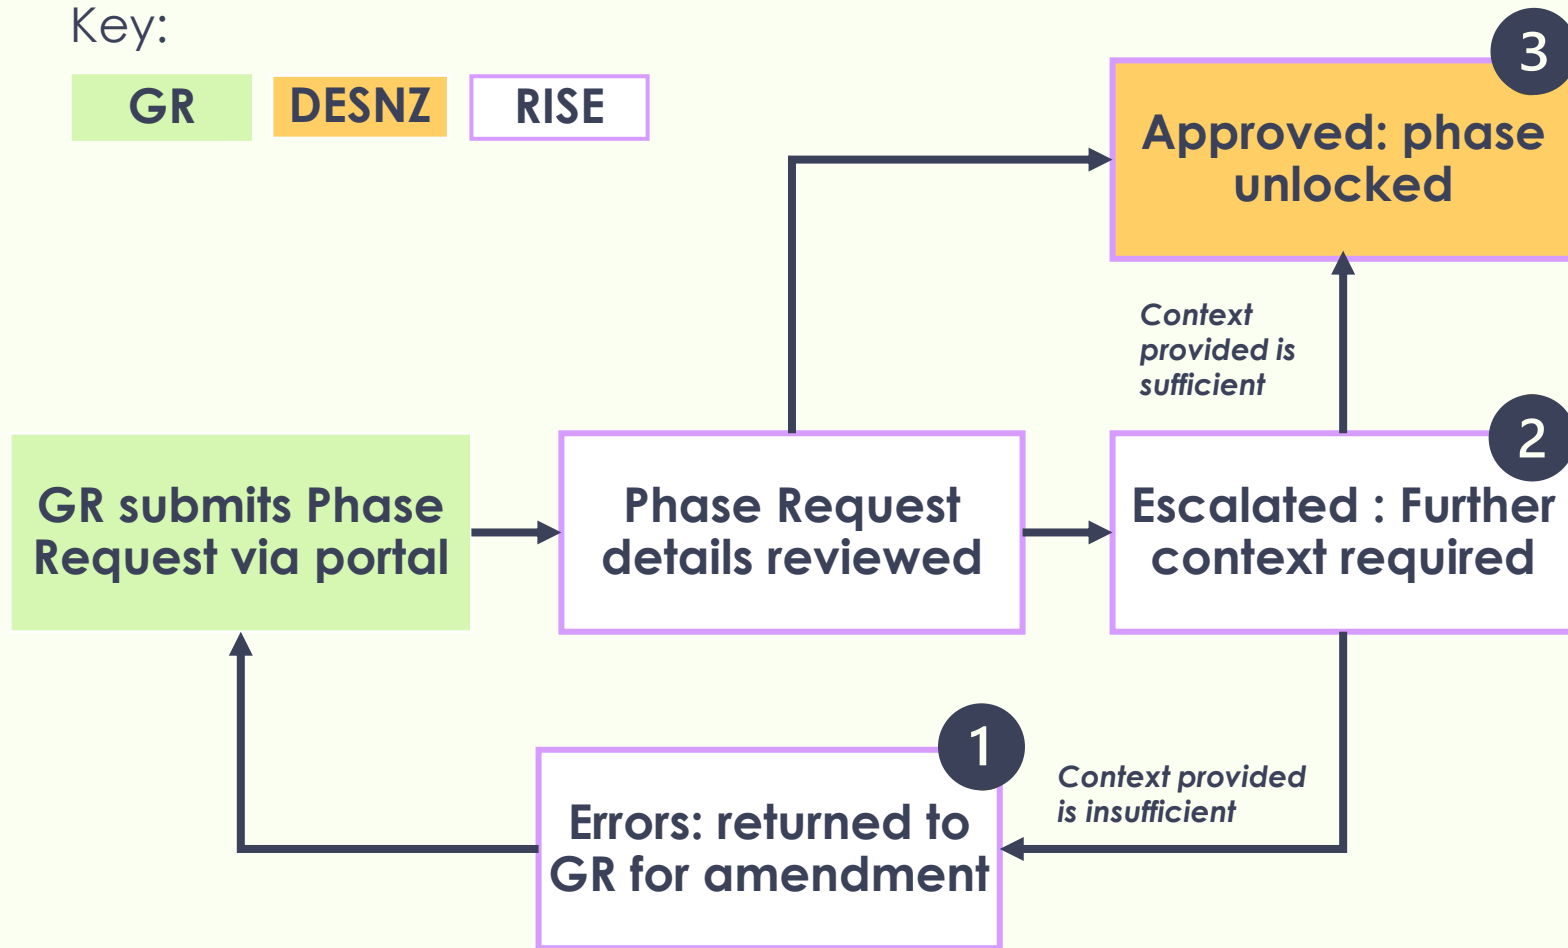 Key:
GR
DESNZ
RISE
3
Approved: phase
unlocked
Context
provided is
sufficient
GR submits Phase
Request via portal
Phase Request
details reviewed
2
Escalated : Further
context required
1
Errors: returned to
GR for amendment
Context provided
is insufficient